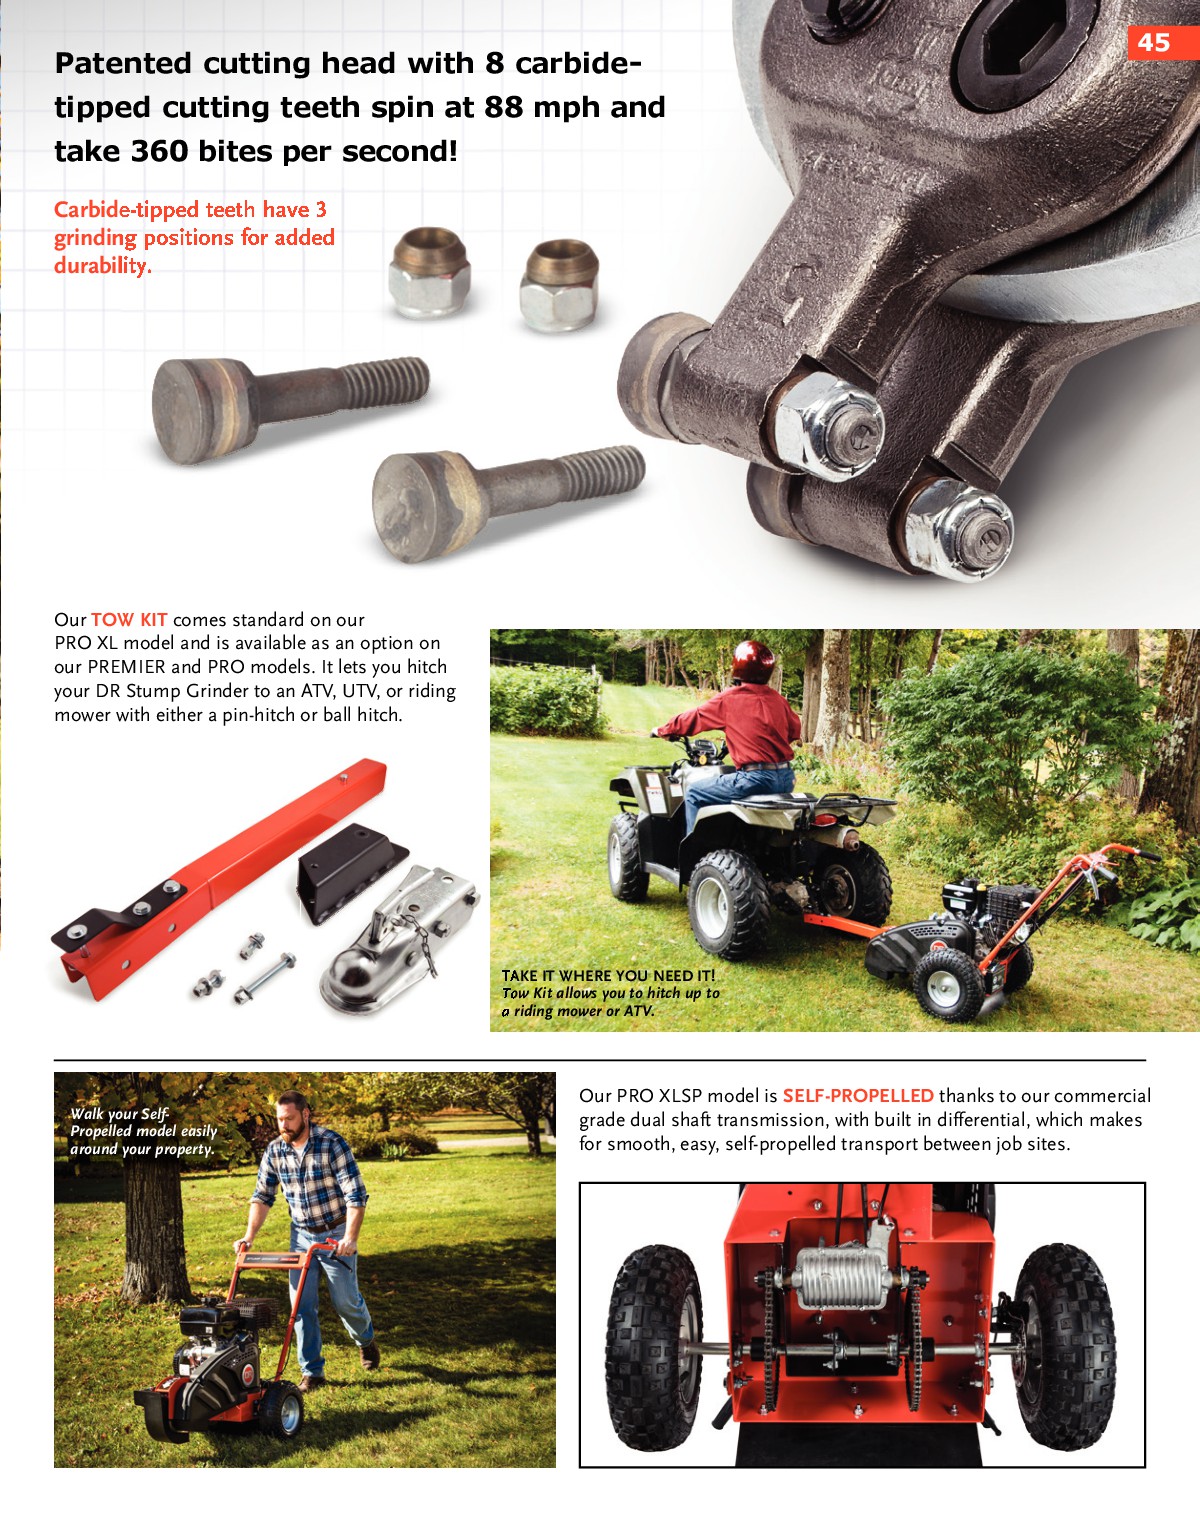 45
Patented cutting head with 8 carbide-
tipped cutting teeth spin at 88 mph and
take 360 bites per second!
Carbide-tipped teeth have 3
grinding positions for added
durability.
Our TOW KIT comes standard on our
PRO XL model and is available as an option on
our PREMIER and PRO models. It lets you hitch
your DR Stump Grinder to an ATV, UTV, or riding
mower with either a pin-hitch or ball hitch.
TAKE IT WHERE YOU NEED IT!
Tow Kit allows you to hitch up to
a riding mower or ATV.
Walk your Self-
Propelled model easily
around your property.
Our PRO XLSP model is SELF-PROPELLED thanks to our commercial
grade dual shaft transmission, with built in differential, which makes
for smooth, easy, self-propelled transport between job sites.